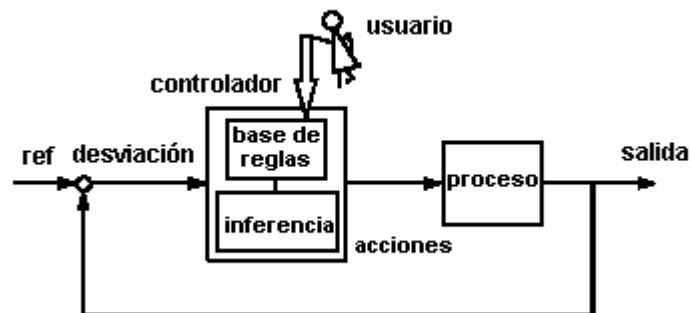 usuario
controlador
base de
reglas
ref
desviación
salida
proceso
inferencia
acciones